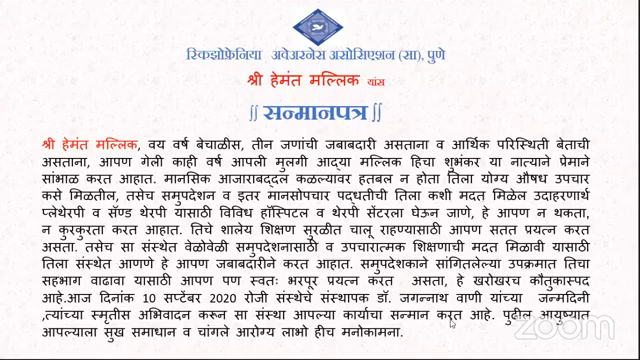 स्किझोफ्रेनिया अवेअरनेस असोसिएशन (सा), पुणे
श्री हेमंत मल्लिक यांस
॥ सन्मानपत्र ॥
श्री हेमंत मल्लिक, वय वर्ष बेचाळीस, तीन जणांची जबाबदारी असताना व आर्थिक परिस्थिती बेताची
असताना, आपण गेली काही वर्ष आपली मुलगी आद्या मल्लिक हिचा शुभंकर या नात्याने प्रेमाने
सांभाळ करत आहात. मानसिक आजाराबद्दल कळल्यावर हतबल न होता तिला योग्य औषध उपचार
कसे मिळतील, तसेच समुपदेशन व इतर मानसोपचार पद्धतीची तिला कशी मदत मिळेल उदाहरणार्थ
प्लेथेरपी व सॅण्ड थेरपी यासाठी विविध हॉस्पिटल व थेरपी सेंटरला घेऊन जाणे, हे आपण न थकता,
न कुरकुरता करत आहात. तिचे शालेय शिक्षण सुरळीत चालू राहण्यासाठी आपण सतत प्रयत्न करत
असता. तसेच सा संस्थेत वेळोवेळी समुपदेशनासाठी व उपचारात्मक शिक्षणाची मदत मिळावी यासाठी
तिला संस्थेत आणणे हे आपण जबाबदारीने करत आहात. समुपदेशकाने सांगितलेल्या उपक्रमात तिचा
सहभाग वाढावा यासाठी आपण पण स्वतः भरपूर प्रयत्न करत असता, हे खरोखरच कौतुकास्पद
आहे.आज दिनांक 10 सप्टेंबर 2020 रोजी संस्थेचे संस्थापक डॉ. जगन्नाथ वाणी यांच्या जन्मदिनी
,त्यांच्या स्मृतीस अभिवादन करून सा संस्था आपल्या कार्याचा सन्मान करत आहे. पुढील आयुष्यात
आपल्याला सुख समाधान व चांगले आरोग्य लाभो हीच मनोकामना.
zoom